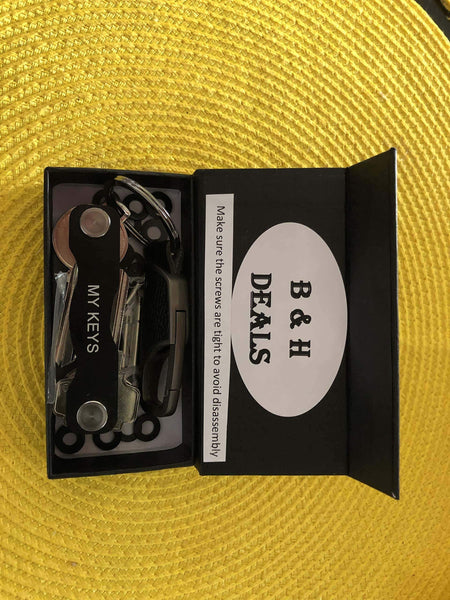 MY KEYS
Make sure the screws are tight to avoid disassembly
B & H
DEALS